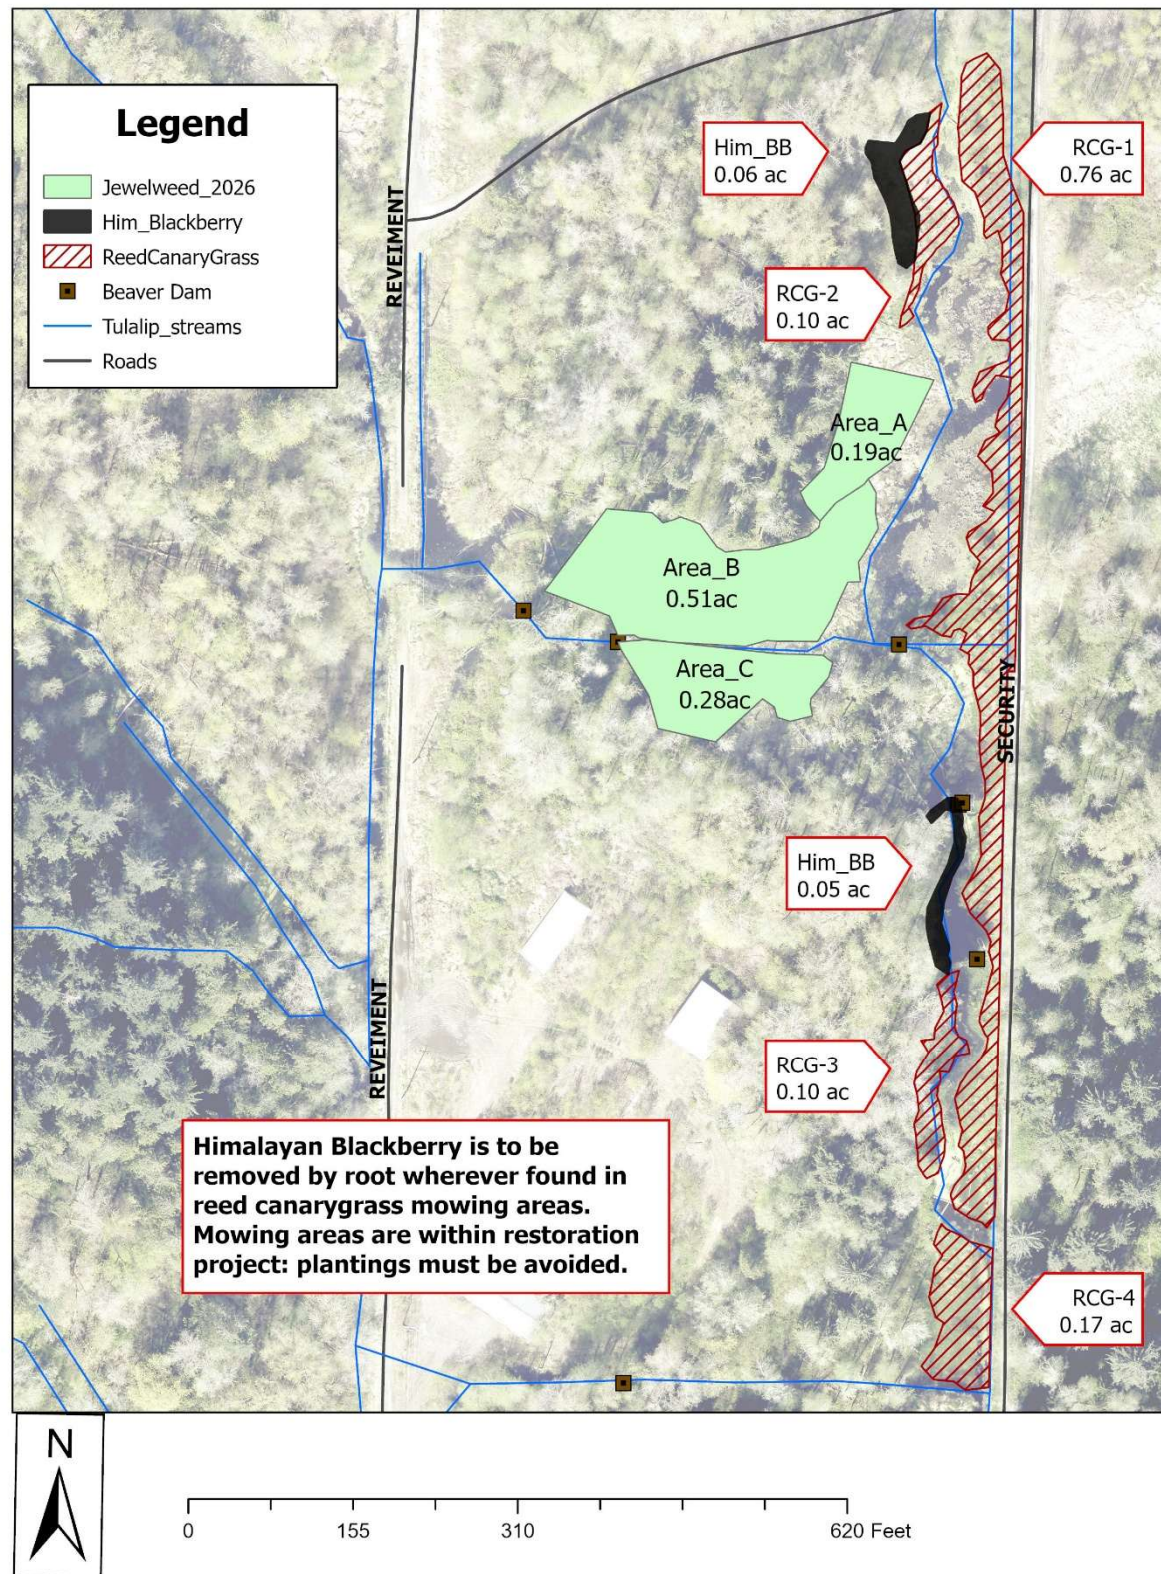 Legend
Jewelweed_2026
Him_Blackberry
ReedCanaryGrass
Beaver Dam
Tulalip_streams
Roads
REVEIMENT
Him_BB
0.06 ac
RCG-1
0.76 ac
RCG-2
0.10 ac
Area_A
0.19ac
Area_B
0.51ac
Area_C
0.28ac
SECURITY
Him_BB
0.05 ac
REVEIMENT
RCG-3
0.10 ac
Himalayan Blackberry is to be
removed by root wherever found in
reed canarygrass mowing areas.
Mowing areas are within restoration
project: plantings must be avoided.
RCG-4
0.17 ac
N
0 155 310 620 Feet